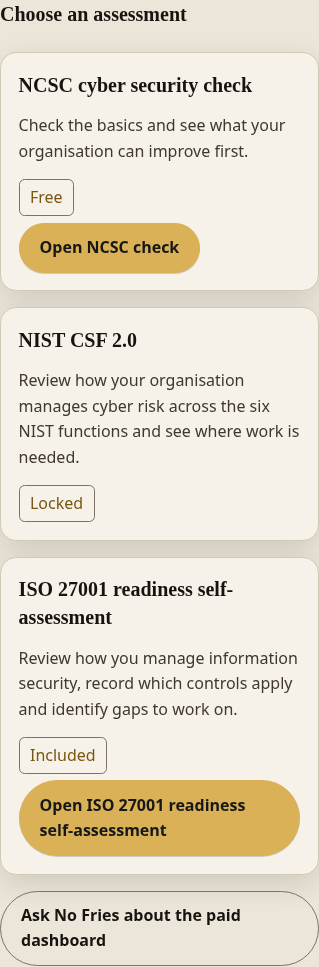 Choose an assessment
NCSC cyber security check
Check the basics and see what your
organisation can improve first.
Free
Open NCSC check
NIST CSF 2.0
Review how your organisation
manages cyber risk across the six
NIST functions and see where work is
needed.
Locked
ISO 27001 readiness self-
assessment
Review how you manage information
security, record which controls apply
and identify gaps to work on.
Included
Open ISO 27001 readiness
self-assessment
Ask No Fries about the paid
dashboard